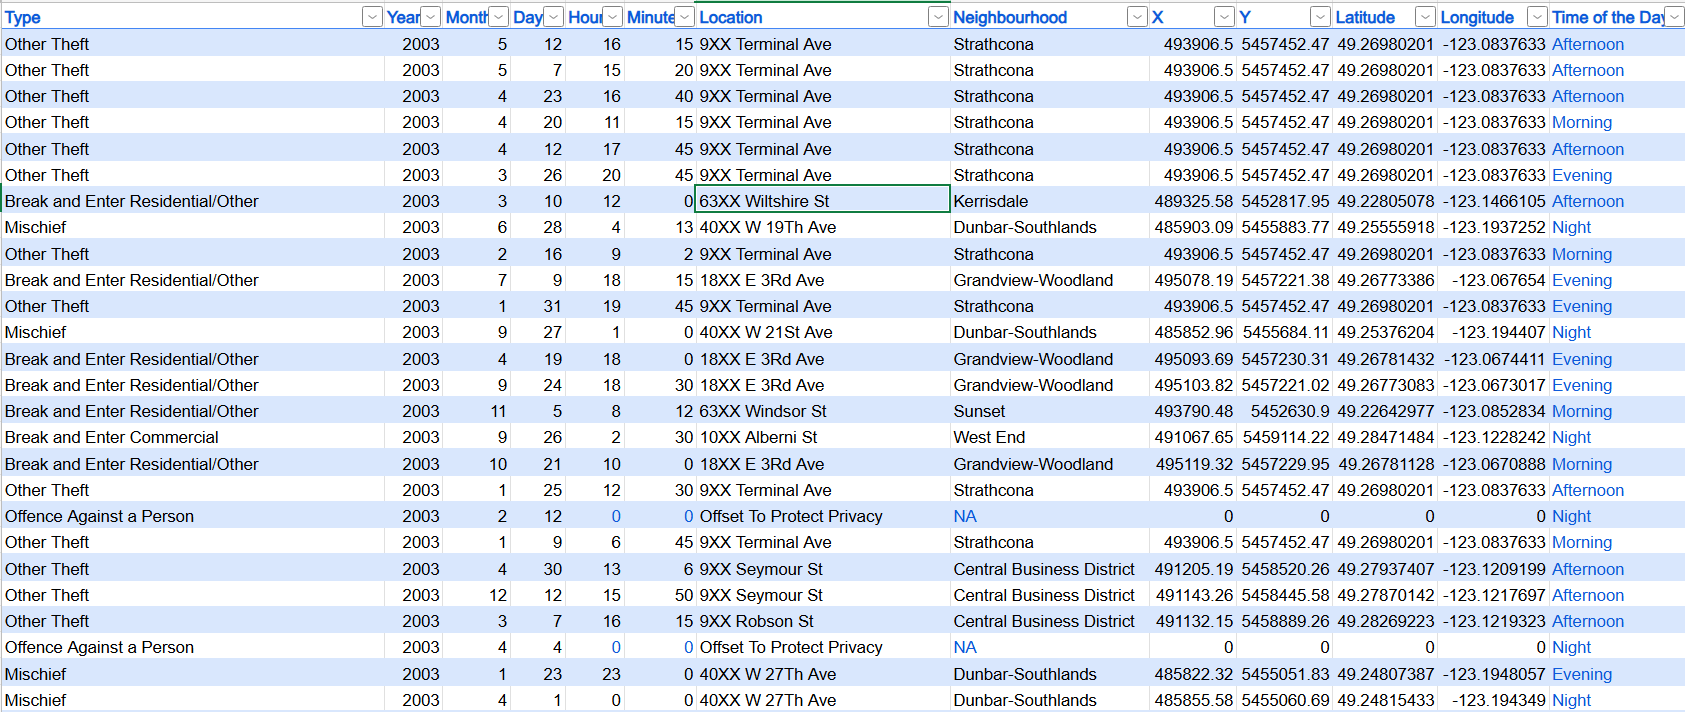 Type Year Month Day Hour Minute Location Neighbourhood X Y Latitude Longitude Time of the Day
Other Theft 2003 5 12 16 15 9XX Terminal Ave Strathcona 493906.5 5457452.47 49.26980201 -123.0837633 Afternoon
Other Theft 2003 5 7 15 20 9XX Terminal Ave Strathcona 493906.5 5457452.47 49.26980201 -123.0837633 Afternoon
Other Theft 2003 4 23 16 40 9XX Terminal Ave Strathcona 493906.5 5457452.47 49.26980201 -123.0837633 Afternoon
Other Theft 2003 4 20 11 15 9XX Terminal Ave Strathcona 493906.5 5457452.47 49.26980201 -123.0837633 Morning
Other Theft 2003 4 12 17 45 9XX Terminal Ave Strathcona 493906.5 5457452.47 49.26980201 -123.0837633 Afternoon
Other Theft 2003 3 26 20 45 9XX Terminal Ave Strathcona 493906.5 5457452.47 49.26980201 -123.0837633 Evening
Break and Enter Residential/Other 2003 3 10 12 0 63XX Wiltshire St Kerrisdale 489325.58 5452817.95 49.22805078 -123.1466105 Afternoon
Mischief 2003 6 28 4 13 40XX W 19Th Ave Dunbar-Southlands 485903.09 5455883.77 49.25555918 -123.1937252 Night
Other Theft 2003 2 16 9 2 9XX Terminal Ave Strathcona 493906.5 5457452.47 49.26980201 -123.0837633 Morning
Break and Enter Residential/Other 2003 7 9 18 15 18XX E 3Rd Ave Grandview-Woodland 495078.19 5457221.38 49.26773386 -123.067654 Evening
Other Theft 2003 1 31 19 45 9XX Terminal Ave Strathcona 493906.5 5457452.47 49.26980201 -123.0837633 Evening
Mischief 2003 9 27 1 0 40XX W 21St Ave Dunbar-Southlands 485852.96 5455684.11 49.25376204 -123.194407 Night
Break and Enter Residential/Other 2003 4 19 18 0 18XX E 3Rd Ave Grandview-Woodland 495093.69 5457230.31 49.26781432 -123.0674411 Evening
Break and Enter Residential/Other 2003 9 24 18 30 18XX E 3Rd Ave Grandview-Woodland 495103.82 5457221.02 49.26773083 -123.0673017 Evening
Break and Enter Residential/Other 2003 11 5 8 12 63XX Windsor St Sunset 493790.48 5452630.9 49.22642977 -123.0852834 Morning
Break and Enter Commercial 2003 9 26 2 30 10XX Alberni St West End 491067.65 5459114.22 49.28471484 -123.1228242 Night
Break and Enter Residential/Other 2003 10 21 10 0 18XX E 3Rd Ave Grandview-Woodland 495119.32 5457229.95 49.26781128 -123.0670888 Morning
Other Theft 2003 1 25 12 30 9XX Terminal Ave Strathcona 493906.5 5457452.47 49.26980201 -123.0837633 Afternoon
Offence Against a Person 2003 2 12 0 0 Offset To Protect Privacy NA 0 0 0 0 Night
Other Theft 2003 1 9 6 45 9XX Terminal Ave Strathcona 493906.5 5457452.47 49.26980201 -123.0837633 Morning
Other Theft 2003 4 30 13 6 9XX Seymour St Central Business District 491205.19 5458520.26 49.27937407 -123.1209199 Afternoon
Other Theft 2003 12 12 15 50 9XX Seymour St Central Business District 491143.26 5458445.58 49.27870142 -123.1217697 Afternoon
Other Theft 2003 3 7 16 15 9XX Robson St Central Business District 491132.15 5458889.26 49.28269223 -123.1219323 Afternoon
Offence Against a Person 2003 4 4 0 0 Offset To Protect Privacy NA 0 0 0 0 Night
Mischief 2003 1 23 23 0 40XX W 27Th Ave Dunbar-Southlands 485822.32 5455051.83 49.24807387 -123.1948057 Evening
Mischief 2003 4 1 0 0 40XX W 27Th Ave Dunbar-Southlands 485855.58 5455060.69 49.24815433 -123.194349 Night